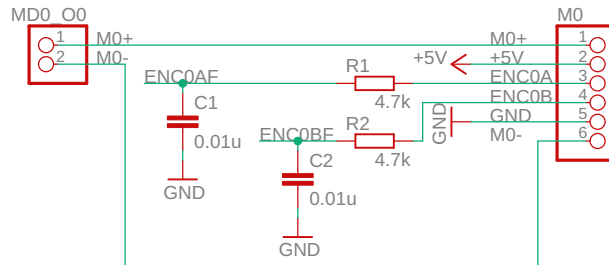 MD0_O0
M0
1 M0+
M0+ 1
2 M0-
+5V +5V 2
ENC0AF
R1
4.7k
ENC0A 3
C1
0.01u
GND
ENC0B 4
ENC0BF
R2
4.7k
GND GND 5
M0- 6
C2
0.01u
GND